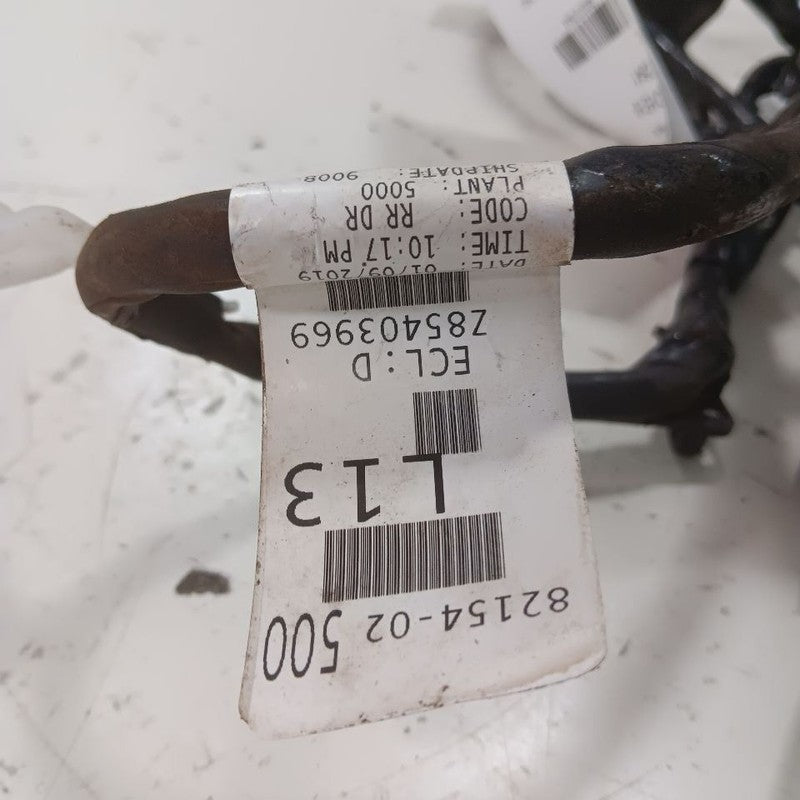 82154-02 500
L13
ECL: D
Z85403969
DATE: 01/09/2019
TIME: 10:17 PM
CODE: RR DR
PLANT: 5000
SHIPDATE: 9008